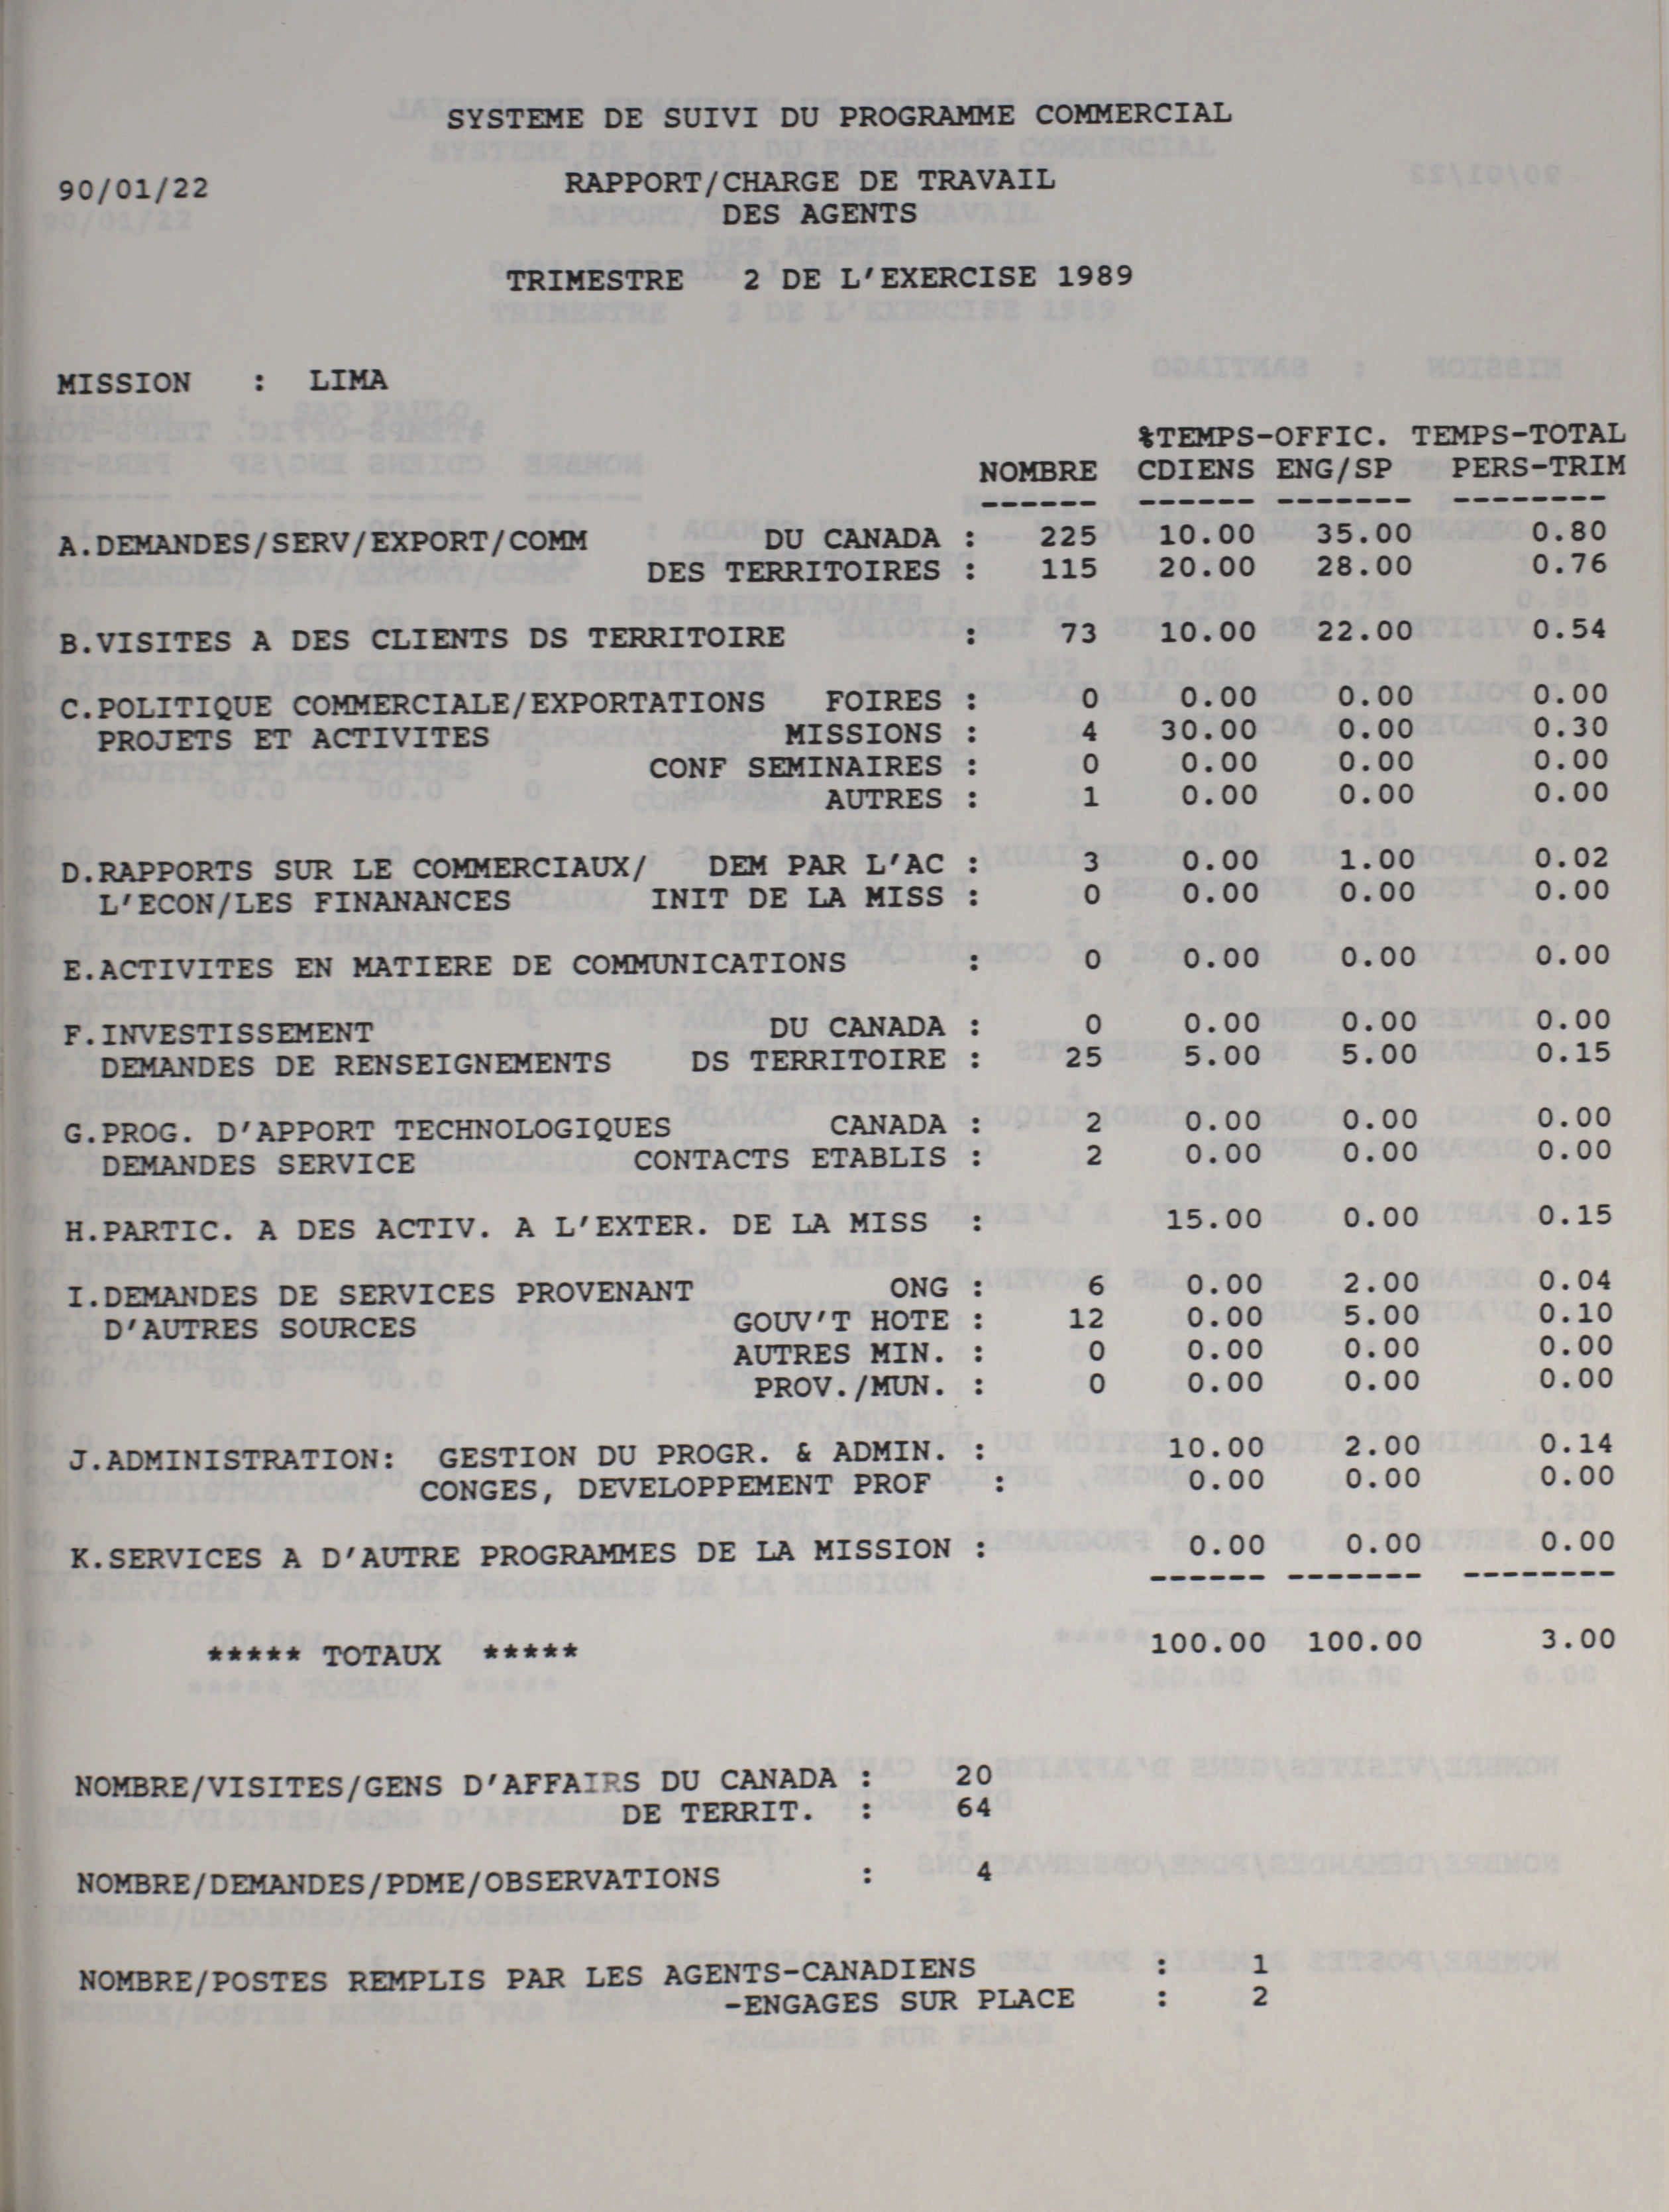 SYSTEME DE SUIVI DU PROGRAMME COMMERCIAL
90/01/22 RAPPORT/CHARGE DE TRAVAIL
DES AGENTS
TRIMESTRE 2 DE L'EXERCISE 1989
MISSION : LIMA
%TEMPS-OFFIC. TEMPS-TOTAL
NOMBRE CDIENS ENG/SP PERS-TRIM
------ ------ ------- --------
A.DEMANDES/SERV/EXPORT/COMM DU CANADA : 225 10.00 35.00 0.80
DES TERRITOIRES : 115 20.00 28.00 0.76
B.VISITES A DES CLIENTS DS TERRITOIRE : 73 10.00 22.00 0.54
C.POLITIQUE COMMERCIALE/EXPORTATIONS FOIRES : 0 0.00 0.00 0.00
PROJETS ET ACTIVITES MISSIONS : 4 30.00 0.00 0.30
CONF SEMINAIRES : 0 0.00 0.00 0.00
AUTRES : 1 0.00 0.00 0.00
D.RAPPORTS SUR LE COMMERCIAUX/ DEM PAR L'AC : 3 0.00 1.00 0.02
L'ECON/LES FINANANCES INIT DE LA MISS : 0 0.00 0.00 0.00
E.ACTIVITES EN MATIERE DE COMMUNICATIONS : 0 0.00 0.00 0.00
F.INVESTISSEMENT DU CANADA : 0 0.00 0.00 0.00
DEMANDES DE RENSEIGNEMENTS DS TERRITOIRE : 25 5.00 5.00 0.15
G.PROG. D'APPORT TECHNOLOGIQUES CANADA : 2 0.00 0.00 0.00
DEMANDES SERVICE CONTACTS ETABLIS : 2 0.00 0.00 0.00
H.PARTIC. A DES ACTIV. A L'EXTER. DE LA MISS : 15.00 0.00 0.15
I.DEMANDES DE SERVICES PROVENANT ONG : 6 0.00 2.00 0.04
D'AUTRES SOURCES GOUV'T HOTE : 12 0.00 5.00 0.10
AUTRES MIN. : 0 0.00 0.00 0.00
PROV./MUN. : 0 0.00 0.00 0.00
J.ADMINISTRATION: GESTION DU PROGR. & ADMIN. : 10.00 2.00 0.14
CONGES, DEVELOPPEMENT PROF : 0.00 0.00 0.00
K.SERVICES A D'AUTRE PROGRAMMES DE LA MISSION : 0.00 0.00 0.00
------ ------- --------
***** TOTAUX ***** 100.00 100.00 3.00
NOMBRE/VISITES/GENS D'AFFAIRS DU CANADA : 20
DE TERRIT. : 64
NOMBRE/DEMANDES/PDME/OBSERVATIONS : 4
NOMBRE/POSTES REMPLIS PAR LES AGENTS-CANADIENS : 1
-ENGAGES SUR PLACE : 2